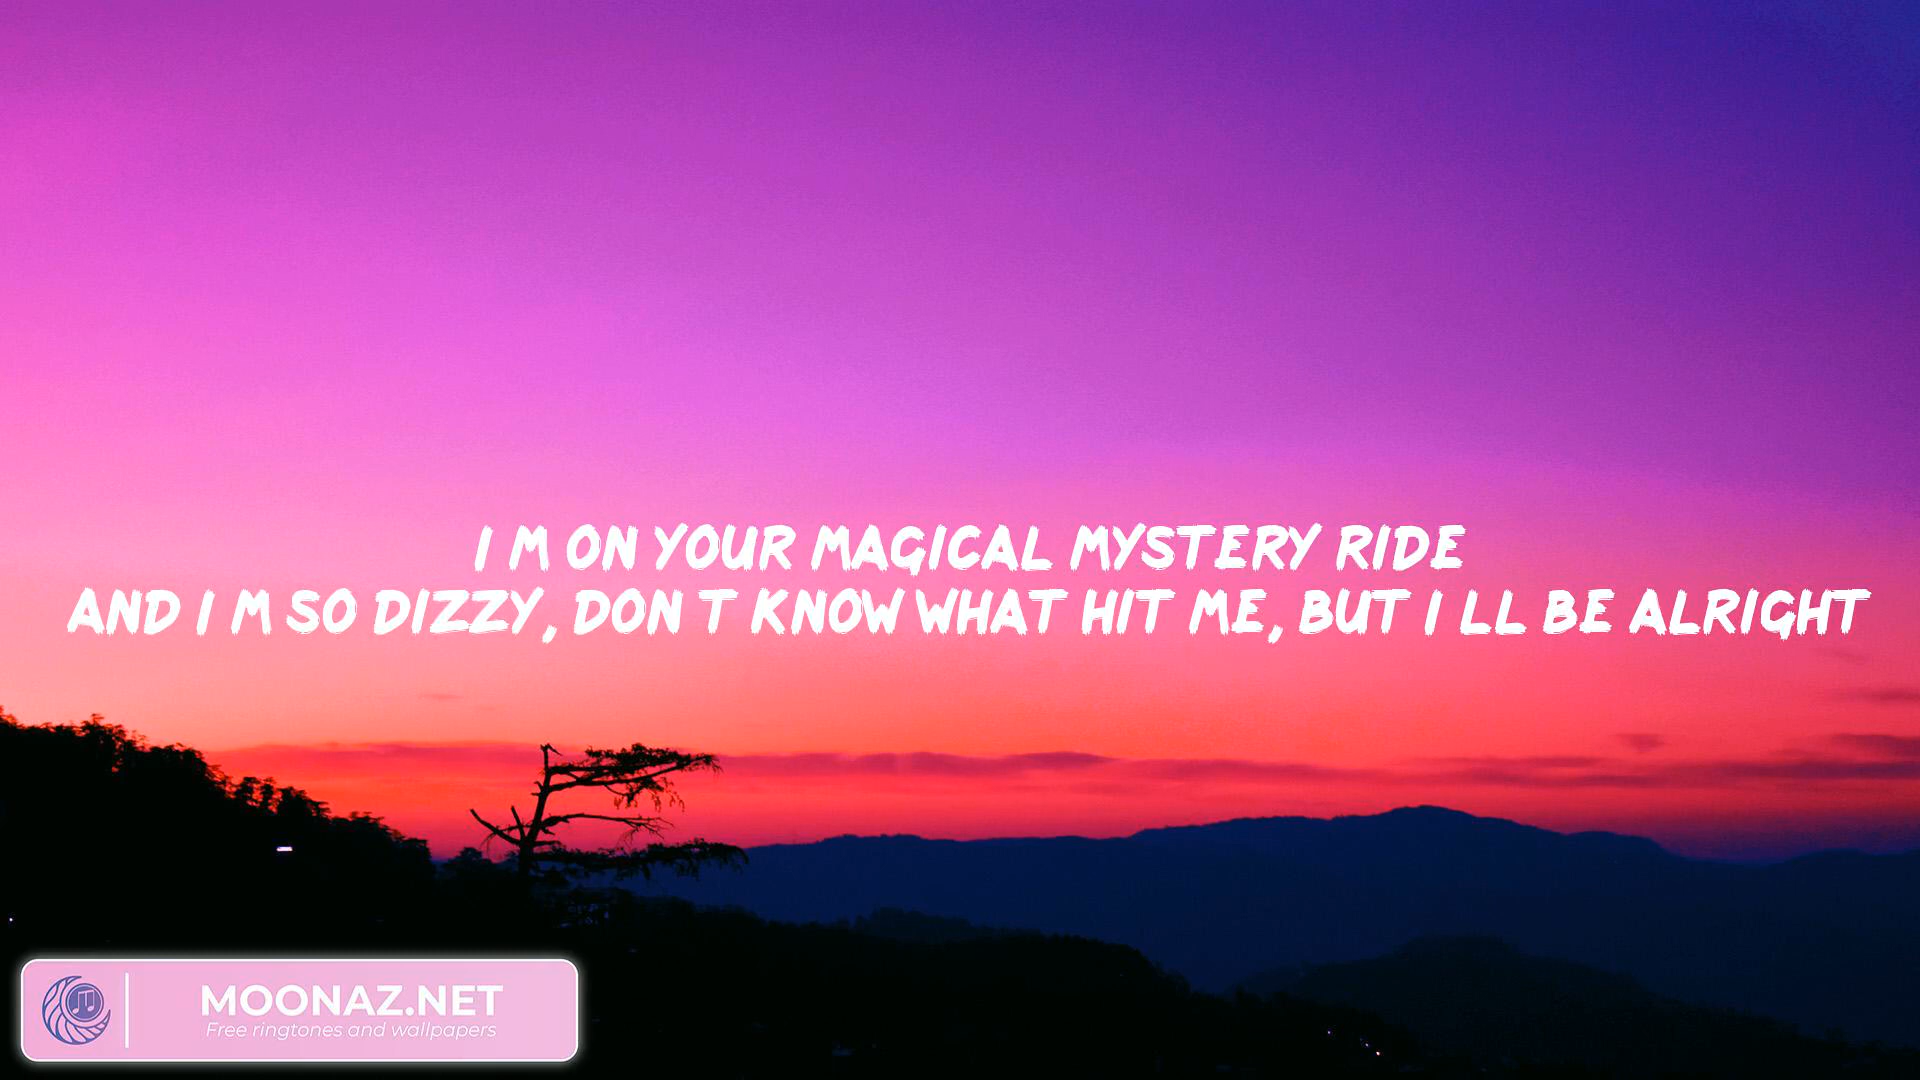 I M ON YOUR MAGICAL MYSTERY RIDE
AND I M SO DIZZY, DON T KNOW WHAT HIT ME, BUT I LL BE ALRIGHT
MOONAZ.NET
Free ringtones and wallpapers